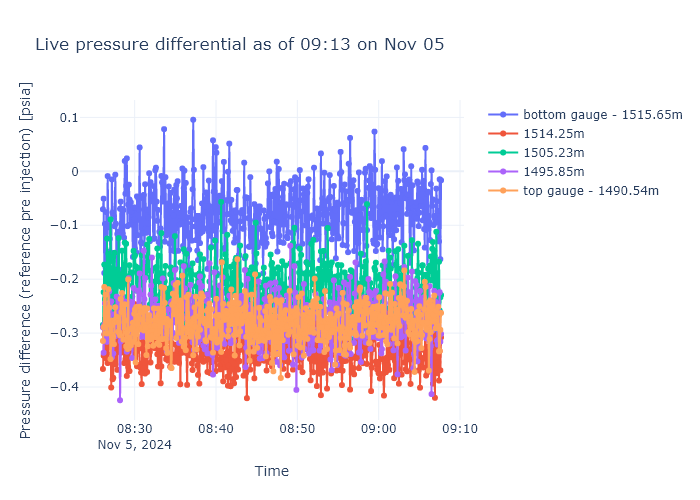 Live pressure differential as of 09:13 on Nov 05
Pressure difference (reference pre injection) [psia]
0.1
0
−0.1
−0.2
−0.3
−0.4
08:30
08:40
08:50
09:00
09:10
Nov 5, 2024
Time
bottom gauge - 1515.65m
1514.25m
1505.23m
1495.85m
top gauge - 1490.54m